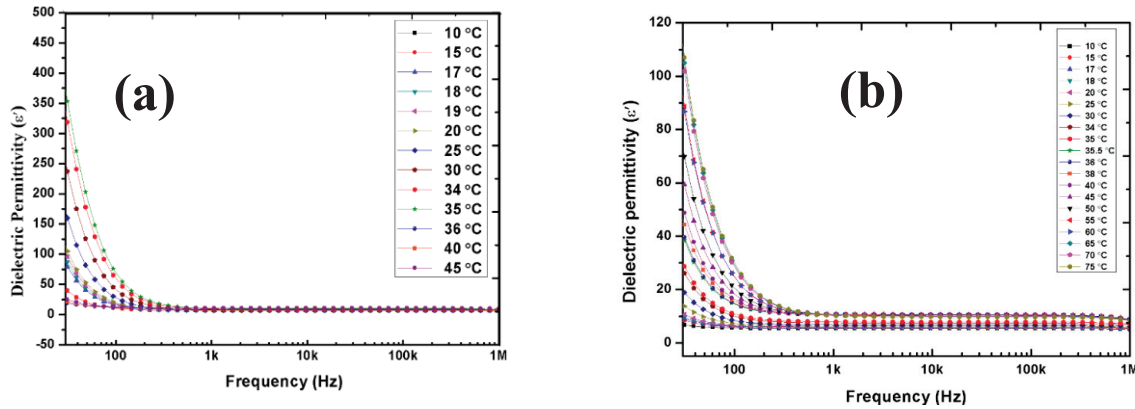 (a)
Dielectric Permittivity (ε′)
500
450
400
350
300
250
200
150
100
50
0
-50
100
1k
10k
100k
1M
Frequency (Hz)
10 °C
15 °C
17 °C
18 °C
19 °C
20 °C
25 °C
30 °C
34 °C
35 °C
36 °C
40 °C
45 °C
(b)
Dielectric permittivity (ε′)
120
100
80
60
40
20
0
100
1k
10k
100k
1M
Frequency (Hz)
10 °C
15 °C
17 °C
18 °C
20 °C
25 °C
30 °C
34 °C
35 °C
35.5 °C
36 °C
38 °C
40 °C
45 °C
50 °C
55 °C
60 °C
65 °C
70 °C
75 °C